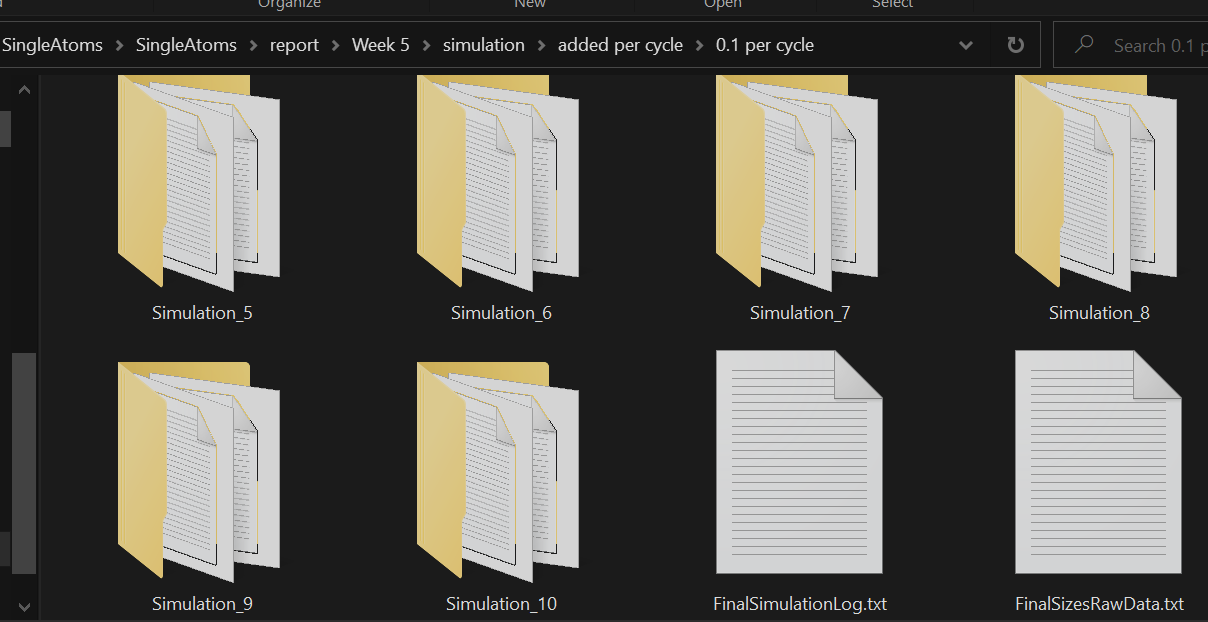 Organize New Open Select
SingleAtoms > SingleAtoms > report > Week 5 > simulation > added per cycle > 0.1 per cycle
Search 0.1 p
Simulation_5 Simulation_6 Simulation_7 Simulation_8
Simulation_9 Simulation_10 FinalSimulationLog.txt FinalSizesRawData.txt